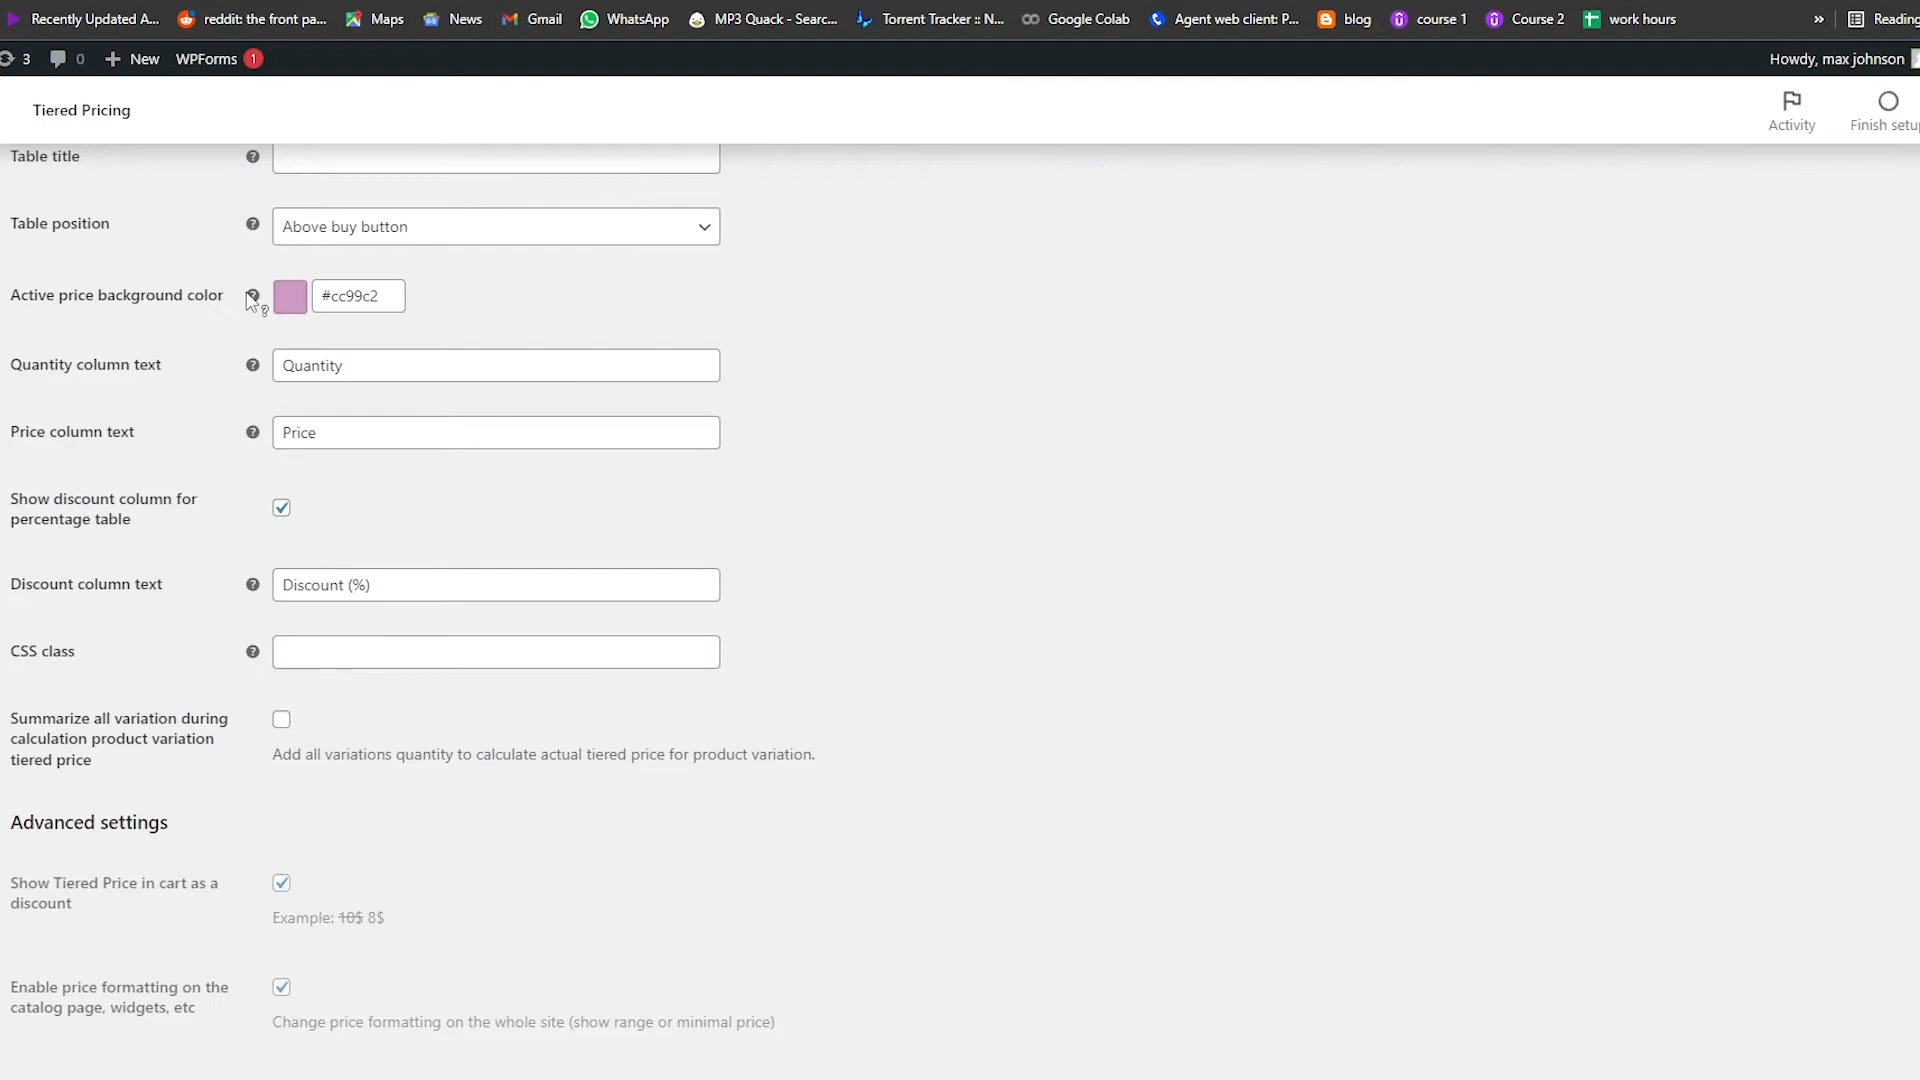 Recently Updated A...
reddit: the front pa...
Maps
News
Gmail
WhatsApp
MP3 Quack - Searc...
Torrent Tracker :: N...
Google Colab
Agent web client: P...
blog
course 1
Course 2
work hours
»
Reading
3
0
New
WPForms 1
Howdy, max johnson
Tiered Pricing
Activity
Finish setup
Table title
Table position
Above buy button
Active price background color
#cc99c2
Quantity column text
Quantity
Price column text
Price
Show discount column for
percentage table
Discount column text
Discount (%)
CSS class
Summarize all variation during
calculation product variation
tiered price
Add all variations quantity to calculate actual tiered price for product variation.
Advanced settings
Show Tiered Price in cart as a
discount
Example: 10$ 8$
Enable price formatting on the
catalog page, widgets, etc
Change price formatting on the whole site (show range or minimal price)